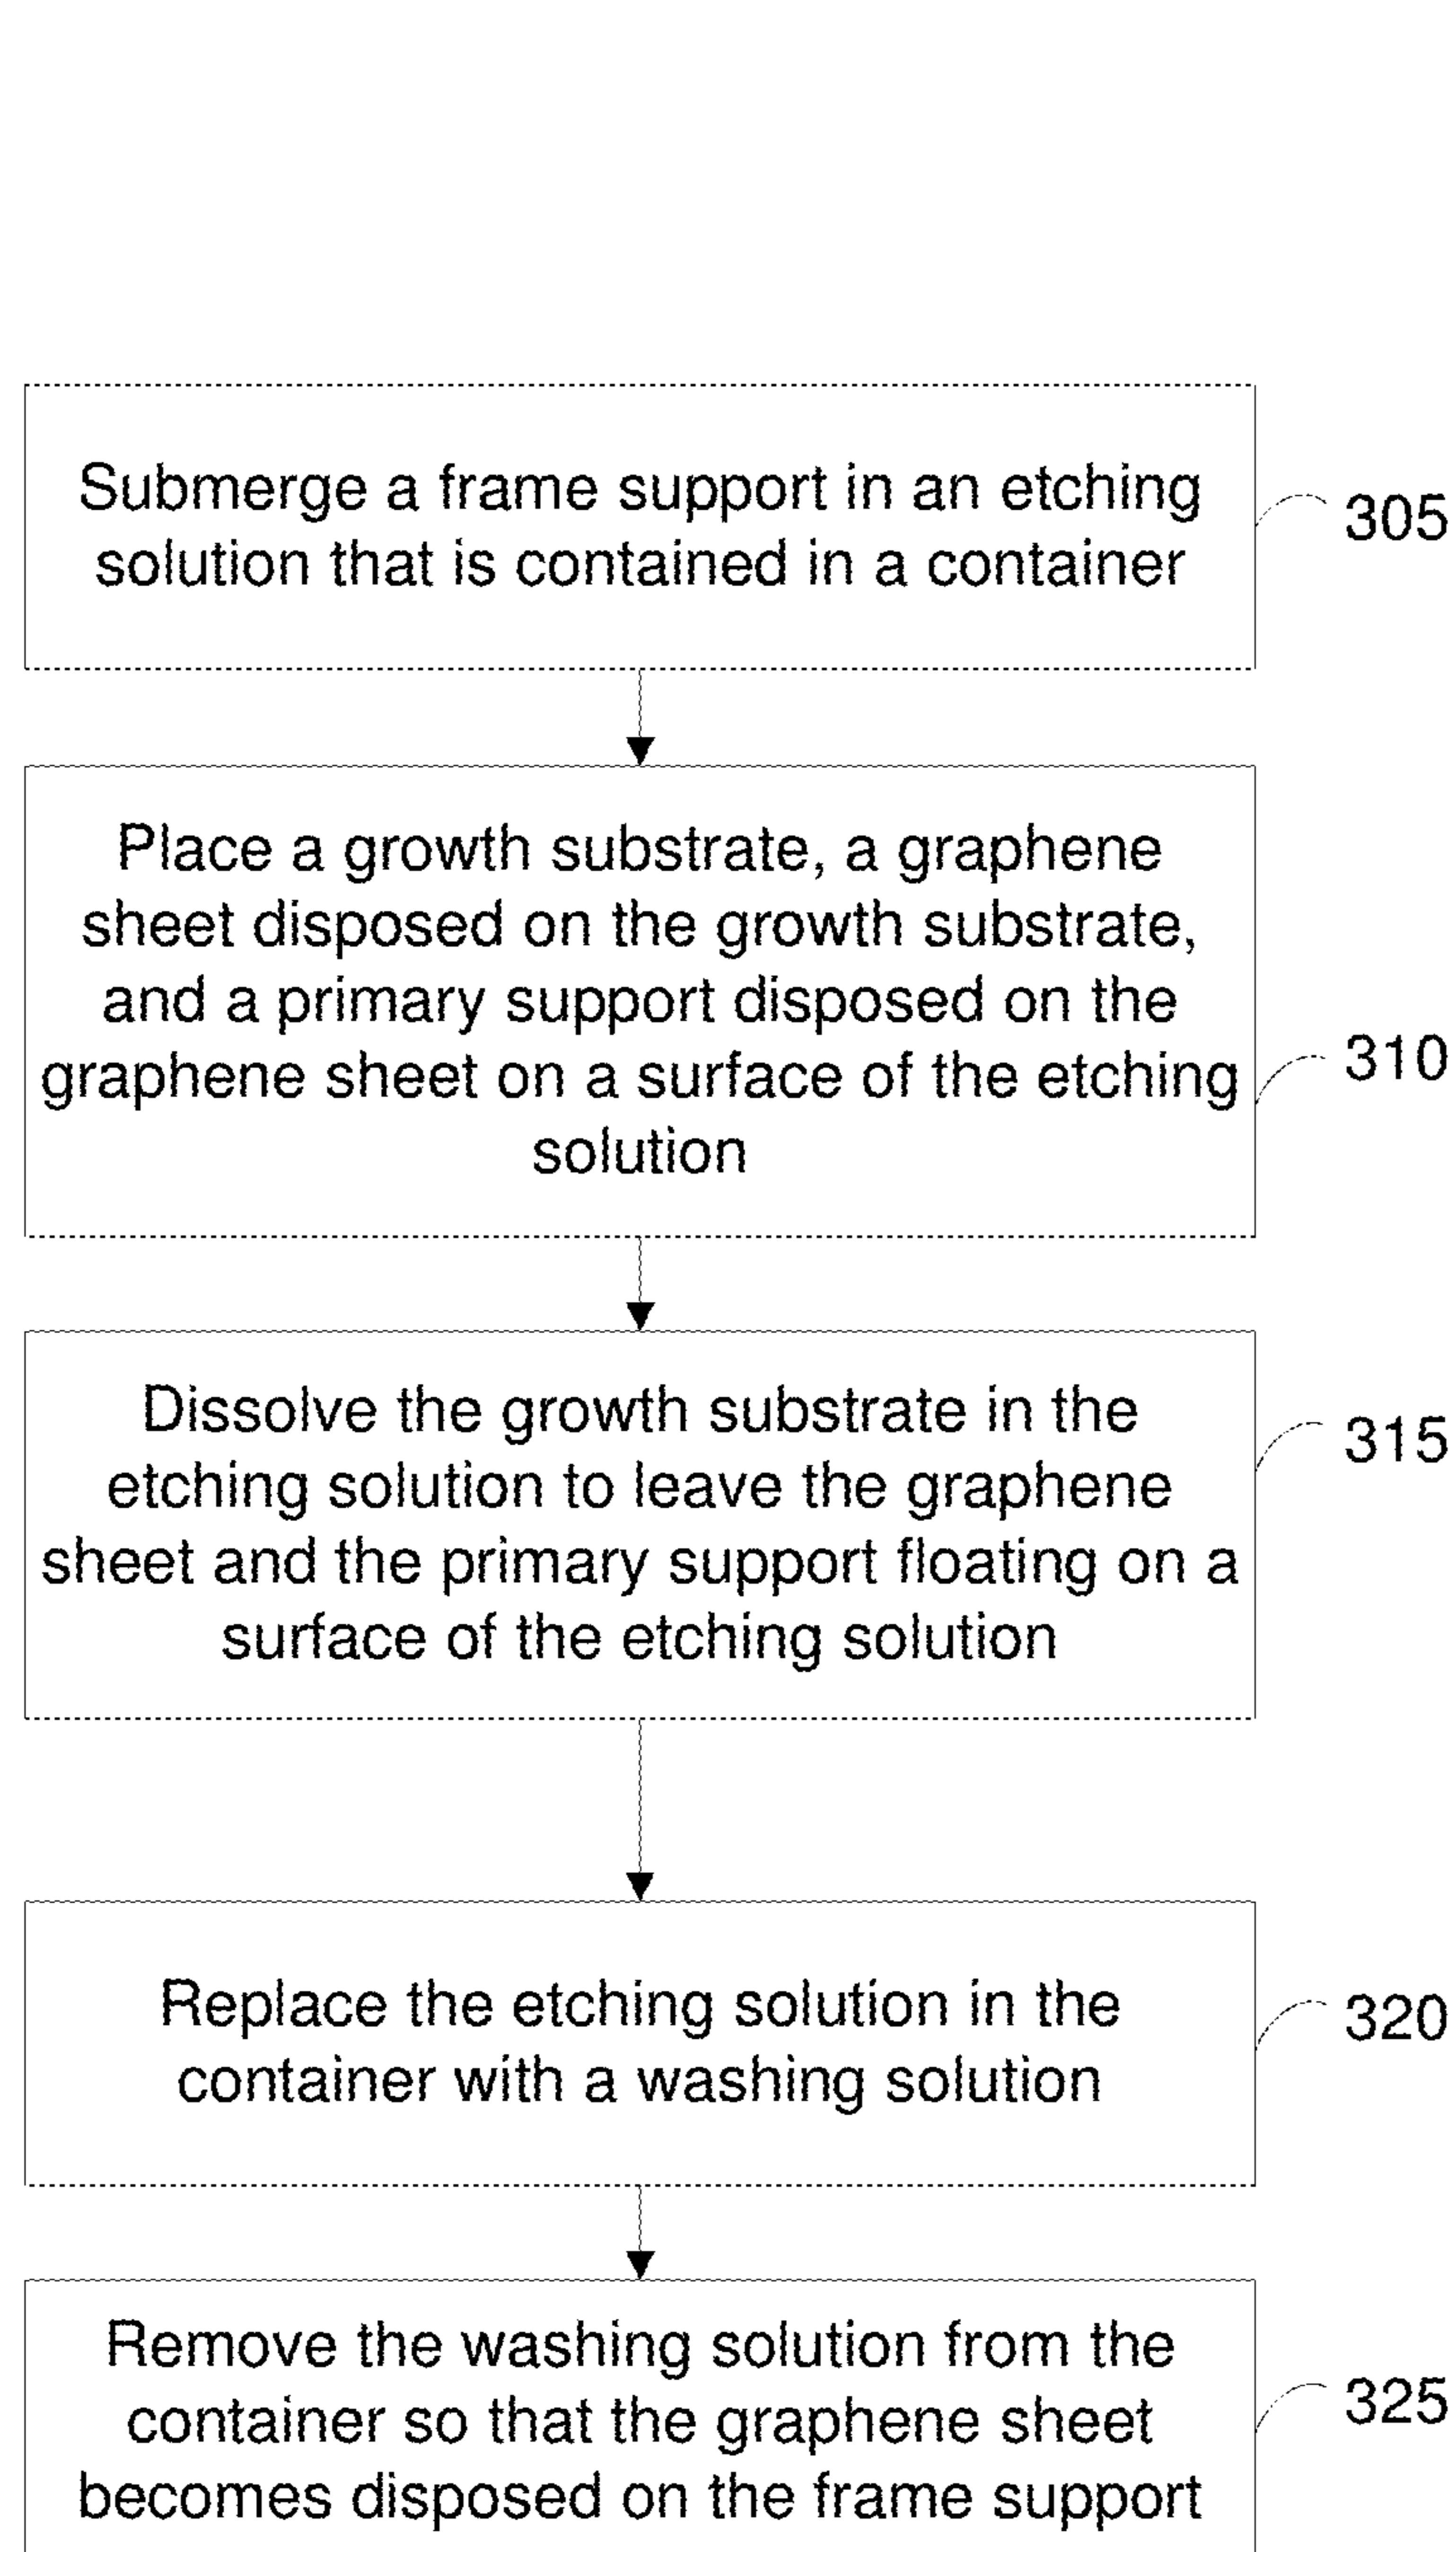 Submerge a frame support in an etching
solution that is contained in a container
305
Place a growth substrate, a graphene
sheet disposed on the growth substrate,
and a primary support disposed on the
graphene sheet on a surface of the etching
solution
310
Dissolve the growth substrate in the
etching solution to leave the graphene
sheet and the primary support floating on a
surface of the etching solution
315
Replace the etching solution in the
container with a washing solution
320
Remove the washing solution from the
container so that the graphene sheet
becomes disposed on the frame support
325